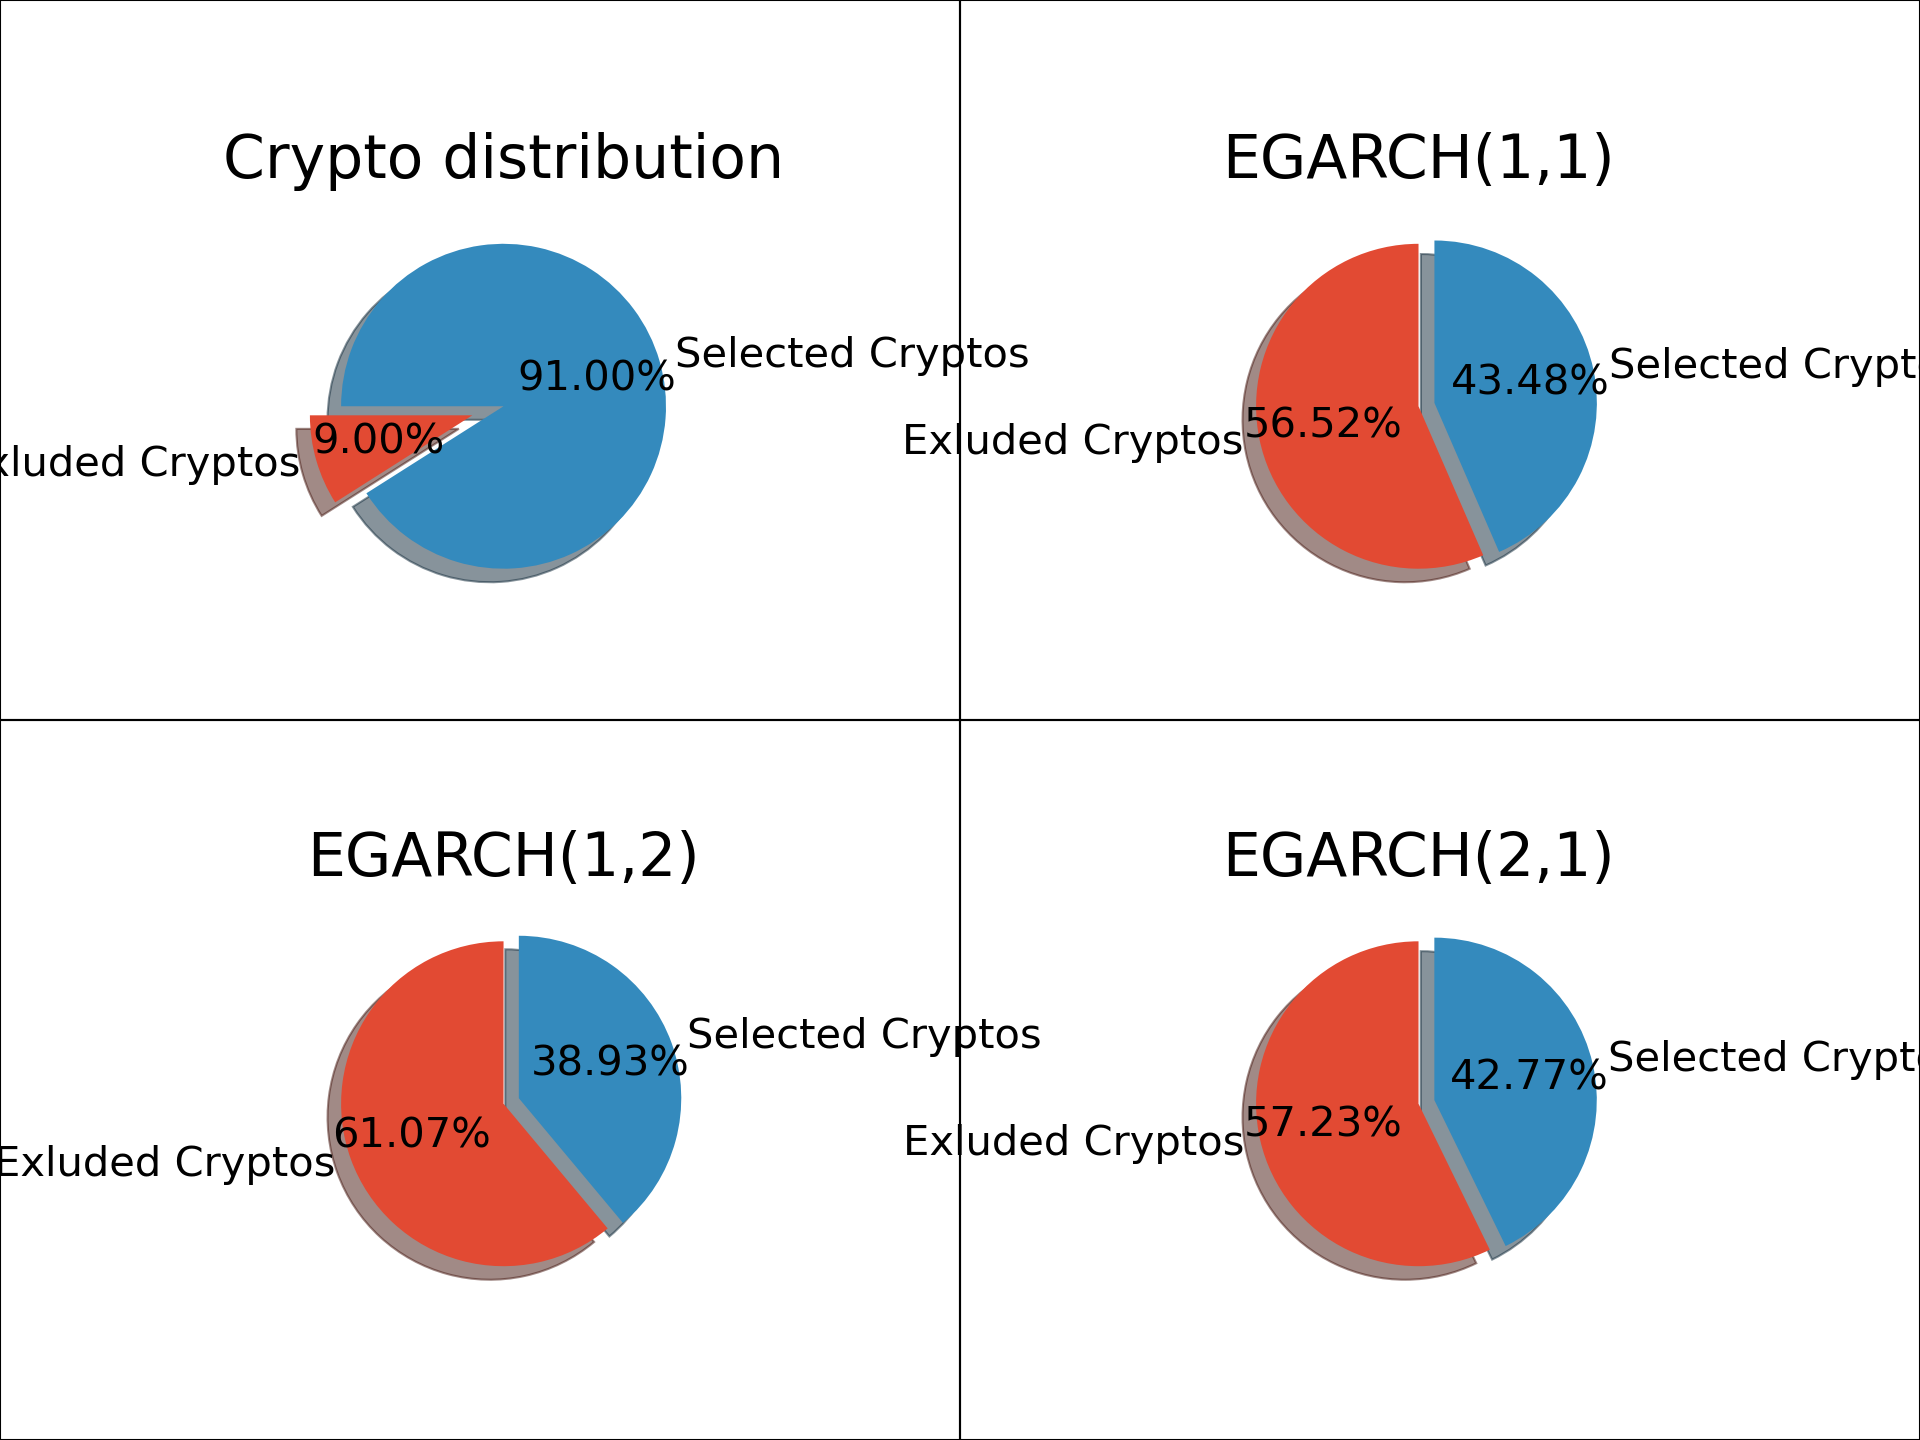 Crypto distribution
91.00%
Selected Cryptos
9.00%
xluded Cryptos
EGARCH(1,1)
43.48%
Selected Crypto
56.52%
Exluded Cryptos
EGARCH(1,2)
38.93%
Selected Cryptos
61.07%
Exluded Cryptos
EGARCH(2,1)
42.77%
Selected Crypto
57.23%
Exluded Cryptos